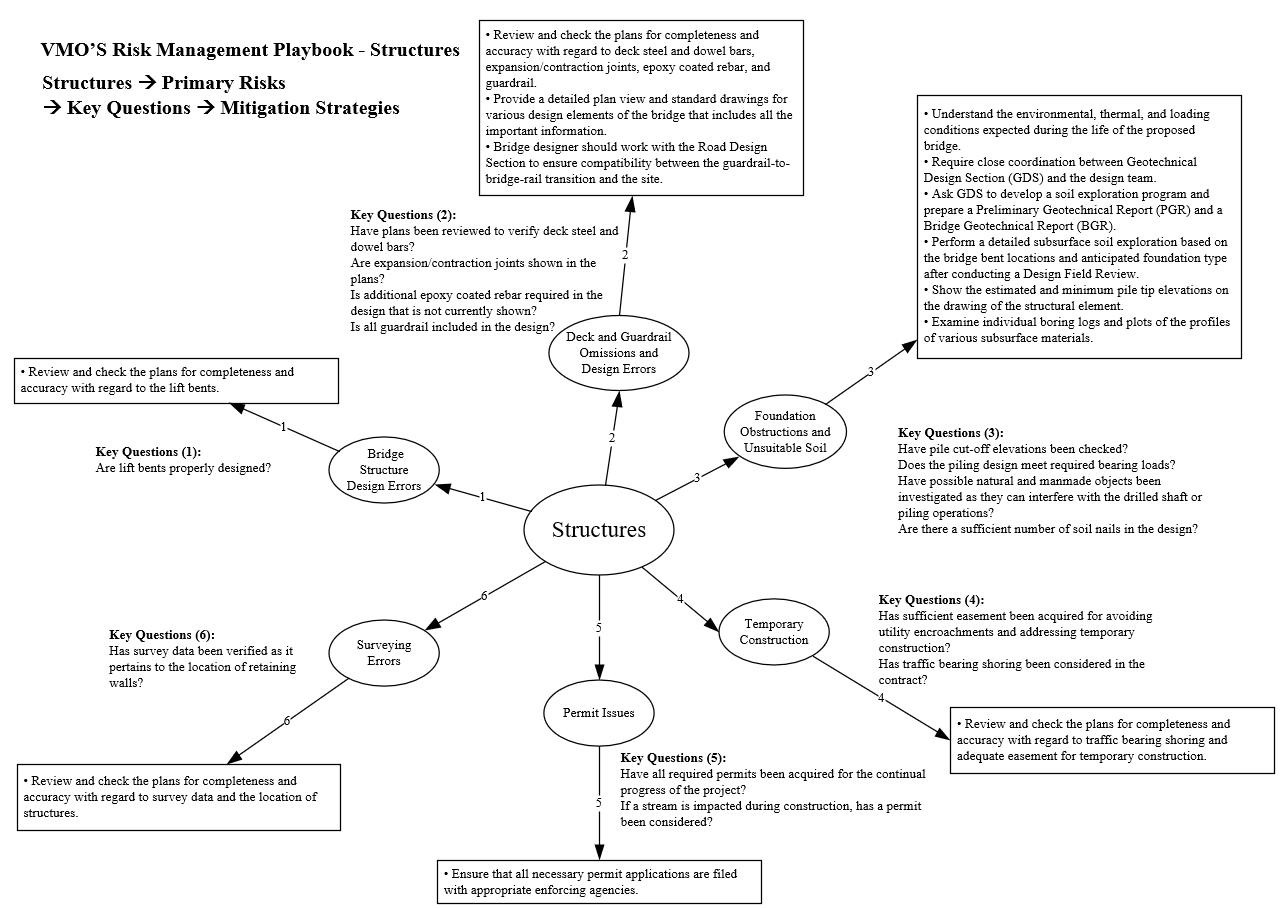 VMO’S Risk Management Playbook - Structures
Structures → Primary Risks
→ Key Questions → Mitigation Strategies
• Review and check the plans for completeness and
accuracy with regard to deck steel and dowel bars,
expansion/contraction joints, epoxy coated rebar, and
guardrail.
• Provide a detailed plan view and standard drawings for
various design elements of the bridge that includes all the
important information.
• Bridge designer should work with the Road Design
Section to ensure compatibility between the guardrail-to-
bridge-rail transition and the site.
• Understand the environmental, thermal, and loading
conditions expected during the life of the proposed
bridge.
• Require close coordination between Geotechnical
Design Section (GDS) and the design team.
• Ask GDS to develop a soil exploration program and
prepare a Preliminary Geotechnical Report (PGR) and a
Bridge Geotechnical Report (BGR).
• Perform a detailed subsurface soil exploration based on
the bridge bent locations and anticipated foundation type
after conducting a Design Field Review.
• Show the estimated and minimum pile tip elevations on
the drawing of the structural element.
• Examine individual boring logs and plots of the profiles
of various subsurface materials.
Key Questions (2):
Have plans been reviewed to verify deck steel and
dowel bars?
Are expansion/contraction joints shown in the
plans?
Is additional epoxy coated rebar required in the
design that is not currently shown?
Is all guardrail included in the design?
2
Deck and Guardrail
Omissions and
Design Errors
2
• Review and check the plans for completeness and
accuracy with regard to the lift bents.
1
Key Questions (1):
Are lift bents properly designed?
Bridge
Structure
Design Errors
1
3
Foundation
Obstructions and
Unsuitable Soil
3
Key Questions (3):
Have pile cut-off elevations been checked?
Does the piling design meet required bearing loads?
Have possible natural and manmade objects been
investigated as they can interfere with the drilled shaft or
piling operations?
Are there a sufficient number of soil nails in the design?
Structures
6
5
4
Key Questions (6):
Has survey data been verified as it
pertains to the location of retaining
walls?
Surveying
Errors
6
Temporary
Construction
Key Questions (4):
Has sufficient easement been acquired for avoiding
utility encroachments and addressing temporary
construction?
Has traffic bearing shoring been considered in the
contract?
4
• Review and check the plans for completeness and
accuracy with regard to traffic bearing shoring and
adequate easement for temporary construction.
Permit Issues
• Review and check the plans for completeness and
accuracy with regard to survey data and the location of
structures.
Key Questions (5):
Have all required permits been acquired for the continual
progress of the project?
If a stream is impacted during construction, has a permit
been considered?
5
• Ensure that all necessary permit applications are filed
with appropriate enforcing agencies.